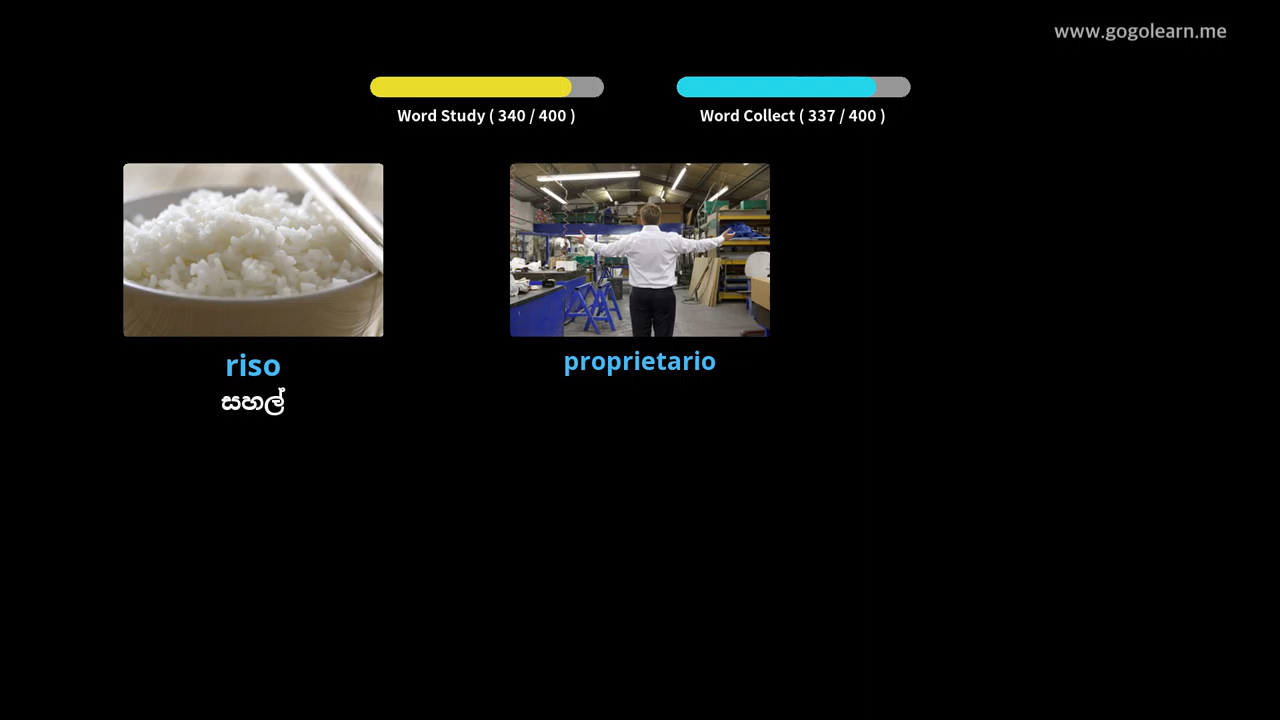 www.gogolearn.me
Word Study ( 340 / 400 )
Word Collect ( 337 / 400 )
riso
සහල්
proprietario